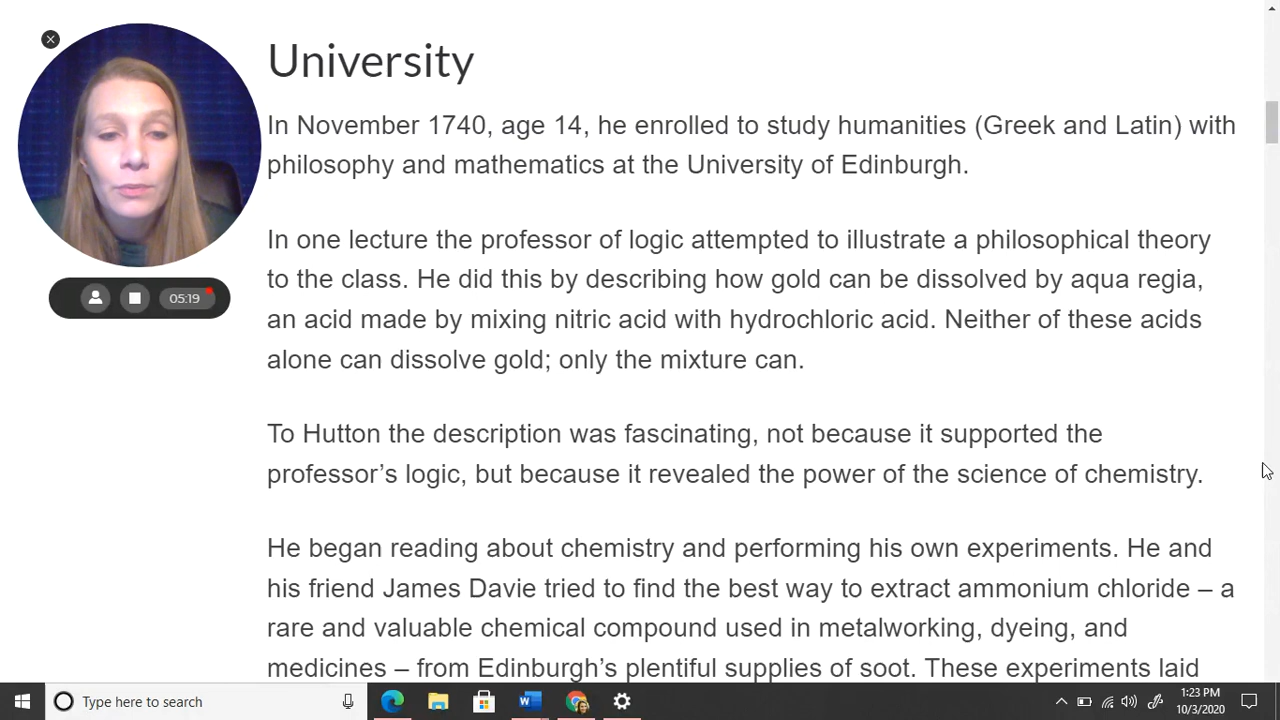 University
In November 1740, age 14, he enrolled to study humanities (Greek and Latin) with
philosophy and mathematics at the University of Edinburgh.
In one lecture the professor of logic attempted to illustrate a philosophical theory
to the class. He did this by describing how gold can be dissolved by aqua regia,
05:19
an acid made by mixing nitric acid with hydrochloric acid. Neither of these acids
alone can dissolve gold; only the mixture can.
To Hutton the description was fascinating, not because it supported the
professor’s logic, but because it revealed the power of the science of chemistry.
He began reading about chemistry and performing his own experiments. He and
his friend James Davie tried to find the best way to extract ammonium chloride – a
rare and valuable chemical compound used in metalworking, dyeing, and
medicines – from Edinburgh’s plentiful supplies of soot. These experiments laid
Type here to search
1:23 PM
10/3/2020